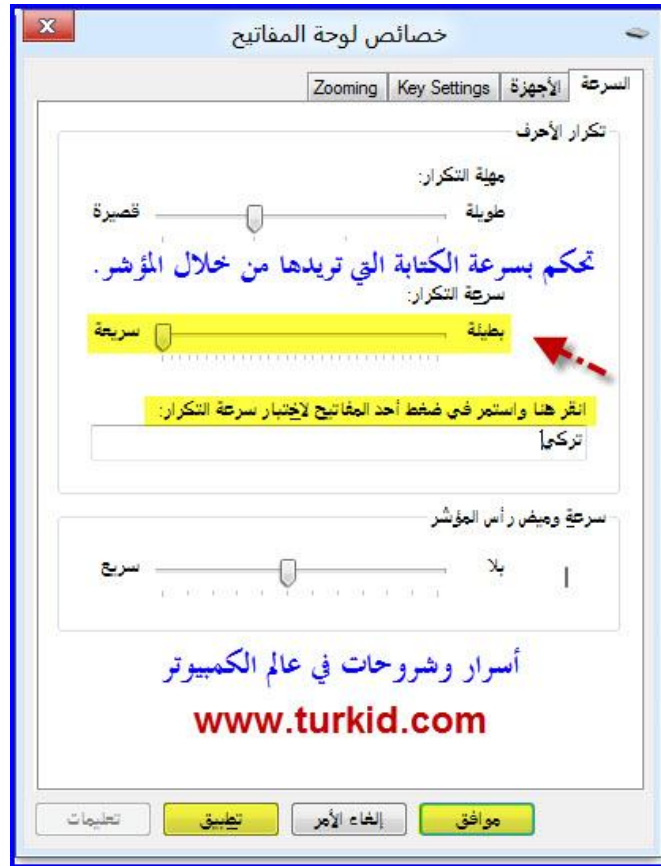 خصائص لوحة المفاتيح
السرعة الأجهزة Key Settings Zooming
تكرار الأحرف
مهلة التكرار:
طويلة قصيرة
تحكم بسرعة الكتابة التي تريدها من خلال المؤشر.
سرعة التكرار:
بطيئة سريعة
انقر هنا واستمر في ضغط أحد المفاتيح لاختبار سرعة التكرار:
تركي
سرعة وميض رأس المؤشر
بلا سريع
أسرار وشروحات في عالم الكمبيوتر
www.turkid.com
موافق إلغاء الأمر تطبيق تعليمات